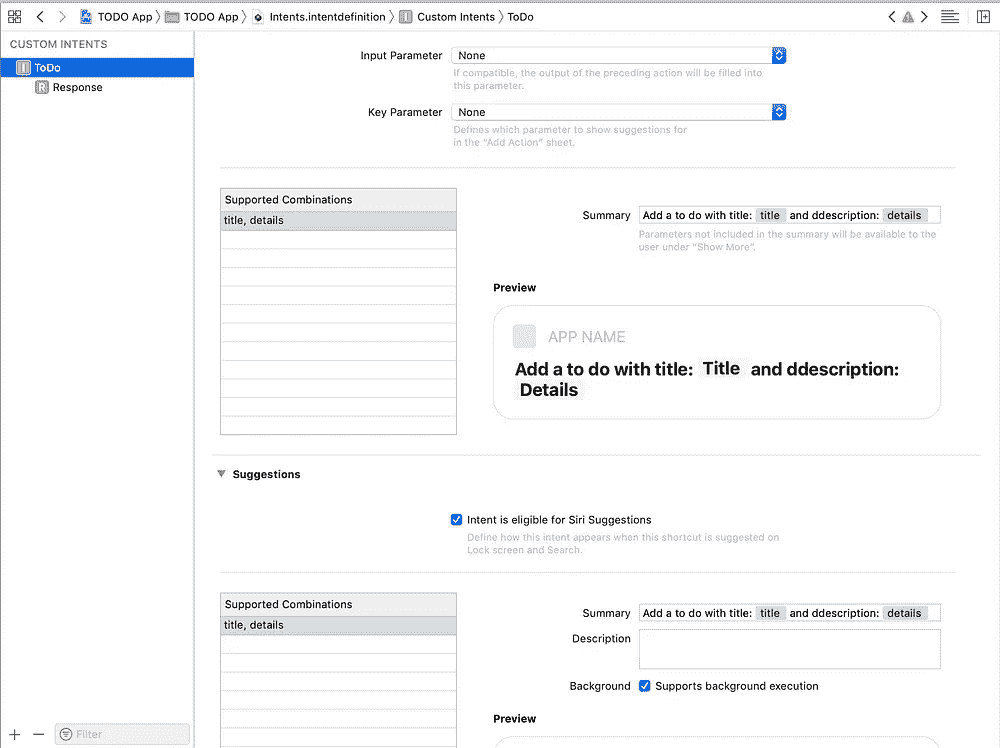 TODO App TODO App Intents.intentdefinition Custom Intents ToDo
CUSTOM INTENTS
ToDo
Response
Input Parameter None
If compatible, the output of the preceding action will be filled into
this parameter.
Key Parameter None
Defines which parameter to show suggestions for
in the “Add Action” sheet.
Supported Combinations
title, details
Summary Add a to do with title: title and ddescription: details
Parameters not included in the summary will be available to the
user under “Show More”.
Preview
APP NAME
Add a to do with title: Title and ddescription:
Details
Suggestions
Intent is eligible for Siri Suggestions
Define how this intent appears when this shortcut is suggested on
Lock screen and Search.
Supported Combinations
title, details
Summary Add a to do with title: title and ddescription: details
Description
Background Supports background execution
Preview
Filter